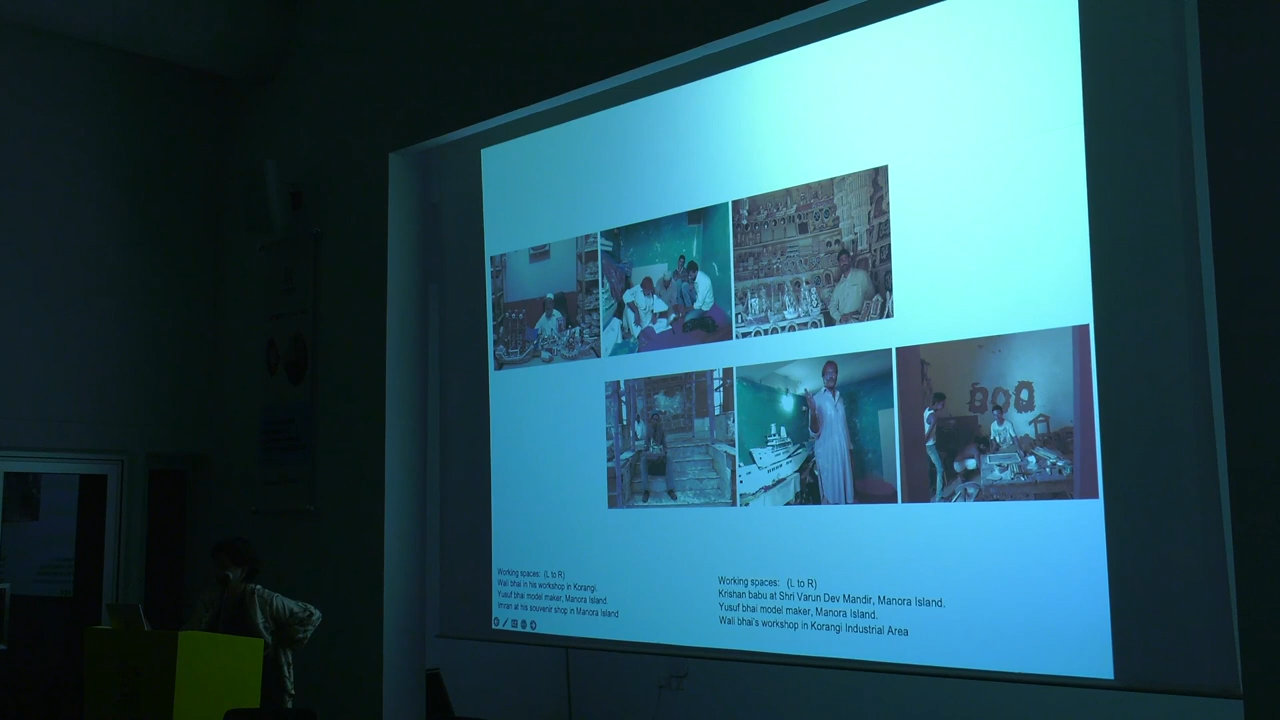 Working spaces: (L to R)
Wali bhai in his workshop in Korangi.
Yusuf bhai model maker, Manora Island.
Imran at his souvenir shop in Manora Island
Working spaces: (L to R)
Krishan babu at Shri Varun Dev Mandir, Manora Island.
Yusuf bhai model maker, Manora Island.
Wali bhai's workshop in Korangi Industrial Area